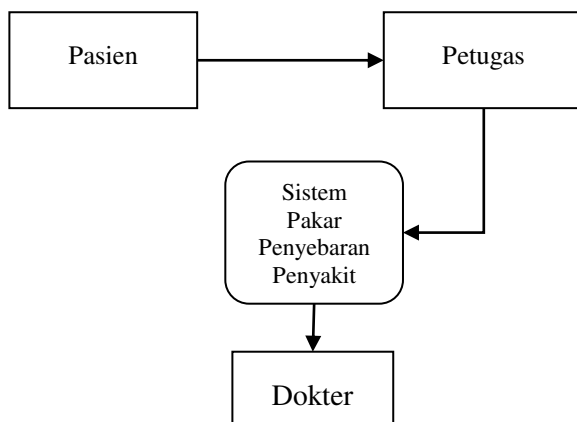 Pasien
Petugas
Sistem
Pakar
Penyebaran
Penyakit
Dokter